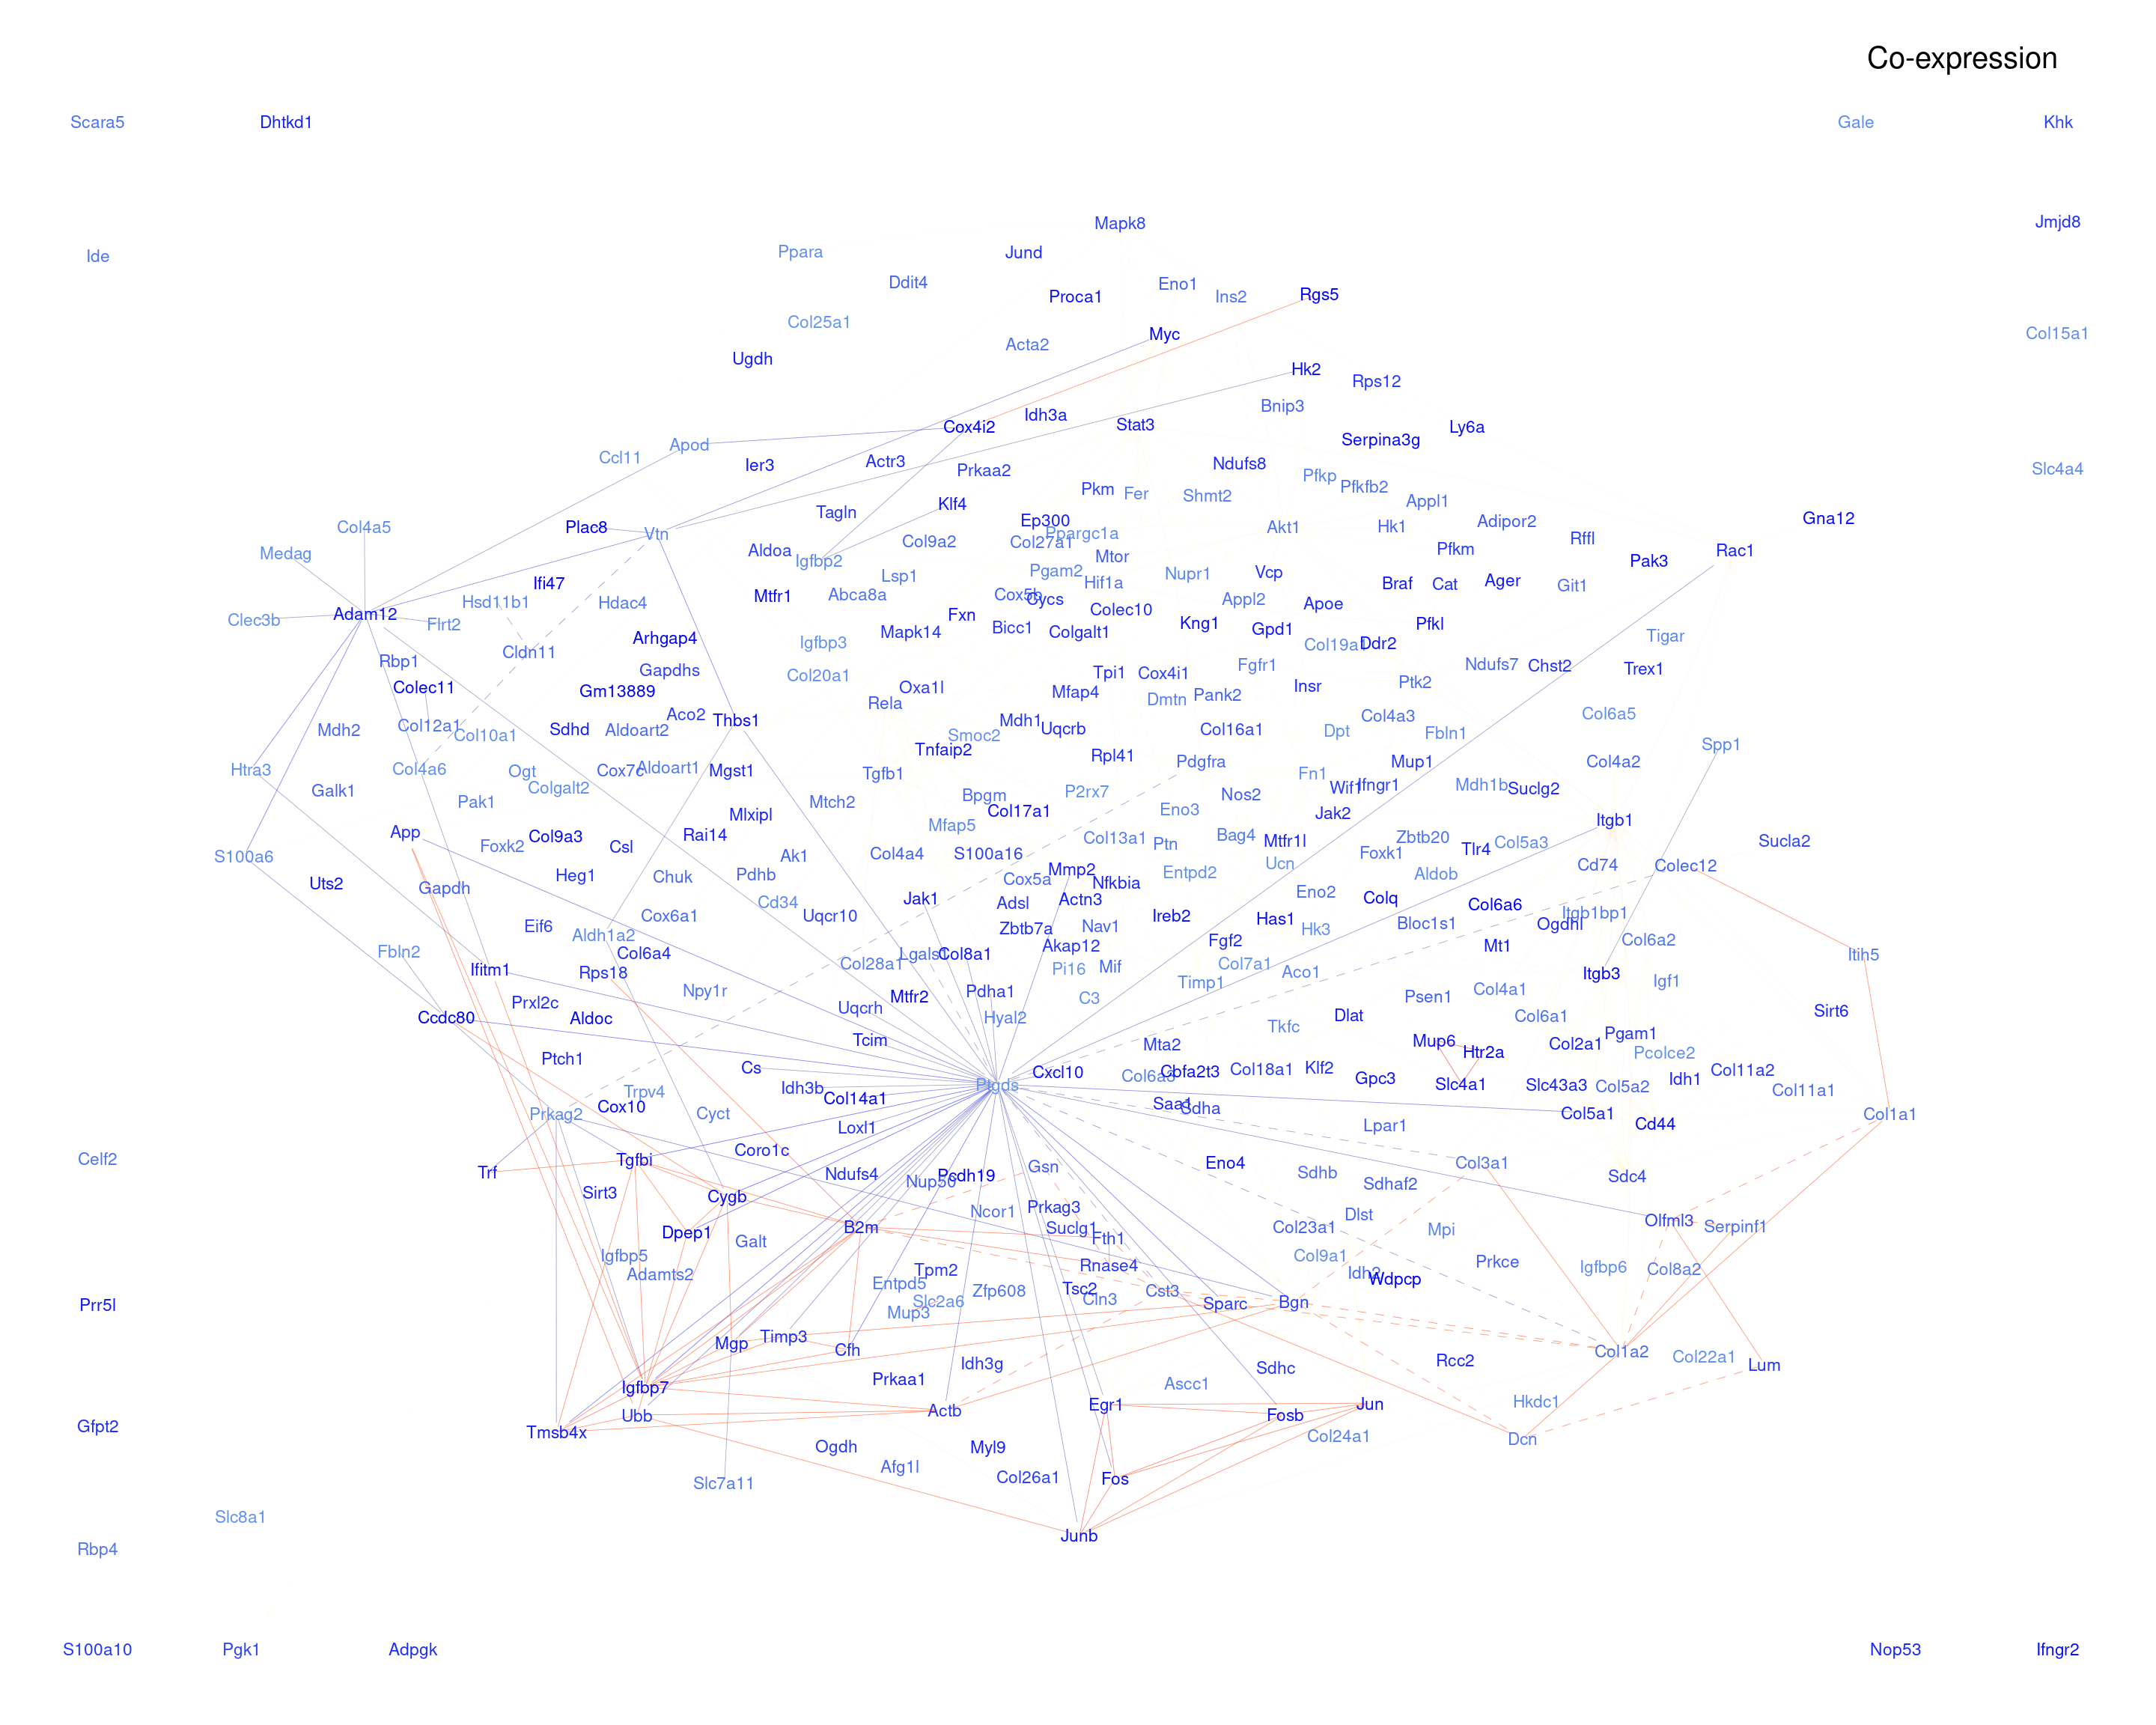 Co-expression
Scara5
Dhtkd1
Gale
Khk
Mapk8
Jmjd8
Ppara
Jund
Ide
Ddit4
Eno1
Proca1
Ins2
Rgs5
Col25a1
Myc
Col15a1
Acta2
Ugdh
Hk2
Rps12
Bnip3
Idh3a
Cox4i2
Stat3
Ly6a
Serpina3g
Apod
Ccl11
Ier3
Actr3
Prkaa2
Ndufs8
Slc4a4
Pfkp
Pfkfb2
Pkm
Fer
Shmt2
Appl1
Klf4
Tagln
Col4a5
Plac8
Vtn
Ep300
Ppargc1a
Akt1
Hk1
Adipor2
Gna12
Rffl
Medag
Aldoa
Igfbp2
Col9a2
Col27a1
Mtor
Pfkm
Rac1
Pak3
Ifi47
Lsp1
Pgam2
Hif1a
Nupr1
Vcp
Braf
Cat
Ager
Git1
Hsd11b1
Hdac4
Mtfr1
Abca8a
Cox5b
Cycs
Appl2
Apoe
Clec3b
Adam12
Flrt2
Fxn
Colec10
Kng1
Pfkl
Arhgap4
Mapk14
Bicc1
Colgalt1
Gpd1
Tigar
Cldn11
Igfbp3
Col19a1
Ddr2
Rbp1
Gapdhs
Col20a1
Tpi1
Cox4i1
Fgfr1
Ndufs7
Chst2
Trex1
Colec11
Gm13889
Oxa1l
Mfap4
Dmtn
Pank2
Insr
Ptk2
Rela
Aco2
Thbs1
Mdh1
Col4a3
Col6a5
Mdh2
Col12a1
Col10a1
Sdhd
Aldoart2
Smoc2
Uqcrb
Col16a1
Dpt
Fbln1
Tnfaip2
Rpl41
Spp1
Htra3
Col4a6
Ogt
Cox7c
Aldoart1
Mgst1
Tgfb1
Pdgfra
Fn1
Mup1
Col4a2
Galk1
Colgalt2
Wif1
Ifngr1
Mdh1b
Suclg2
Pak1
Mtch2
Bpgm
P2rx7
Nos2
Mlxipl
Col17a1
Eno3
Jak2
Itgb1
App
Foxk2
Col9a3
Csl
Rai14
Mfap5
Col13a1
Ptn
Bag4
Mtfr1l
Zbtb20
Col5a3
Sucla2
S100a6
Ak1
Col4a4
S100a16
Ucn
Foxk1
Tlr4
Cd74
Colec12
Uts2
Gapdh
Heg1
Chuk
Pdhb
Cox5a
Mmp2
Nfkbia
Entpd2
Aldob
Eno2
Cd34
Jak1
Adsl
Actn3
Colq
Col6a6
Itgb1bp1
Eif6
Cox6a1
Uqcr10
Zbtb7a
Nav1
Ireb2
Has1
Hk3
Bloc1s1
Ogdhl
Aldh1a2
Fgf2
Col6a2
Fbln2
Ifitm1
Col6a4
Rps18
Col28a1
Col8a1
Akap12
Pi16
Mif
Col7a1
Aco1
Mt1
Itgb3
Itih5
Npy1r
Pdha1
Timp1
Igf1
Prxl2c
Mtfr2
C3
Col4a1
Psen1
Ccdc80
Aldoc
Uqcrh
Hyal2
Tkfc
Dlat
Col6a1
Sirt6
Ptch1
Tcim
Mta2
Mup6
Htr2a
Col2a1
Pgam1
Pcolce2
Cs
Cxcl10
Cbfa2t3
Col18a1
Klf2
Gpc3
Slc4a1
Slc43a3
Col5a2
Idh1
Col11a2
Col11a1
Trpv4
Idh3b
Col14a1
Ptgds
Prkag2
Cox10
Cyct
Loxl1
Saa1
Sdha
Col5a1
Cd44
Col1a1
Lpar1
Celf2
Trf
Tgfbi
Coro1c
Gsn
Eno4
Sdhb
Col3a1
Sdc4
Sirt3
Cygb
Ndufs4
Nup50
Pcdh19
Sdhaf2
Dpep1
B2m
Ncor1
Prkag3
Suclg1
Dlst
Col23a1
Mpi
Olfml3
Serpinf1
Igfbp5
Galt
Fth1
Col9a1
Prkce
Igfbp6
Col8a2
Adamts2
Tpm2
Rnase4
Wdpcp
Prr5l
Entpd5
Slc2a6
Mup3
Zfp608
Tsc2
Cln3
Cst3
Sparc
Bgn
Mgp
Timp3
Cfh
Col1a2
Col22a1
Lum
Idh3g
Sdhc
Rcc2
Igfbp7
Prkaa1
Ascc1
Hkdc1
Gfpt2
Tmsb4x
Ubb
Actb
Egr1
Fosb
Jun
Col24a1
Dcn
Ogdh
Myl9
Afg1l
Slc7a11
Col26a1
Fos
Slc8a1
Rbp4
Junb
S100a10
Pgk1
Adpgk
Nop53
Ifngr2